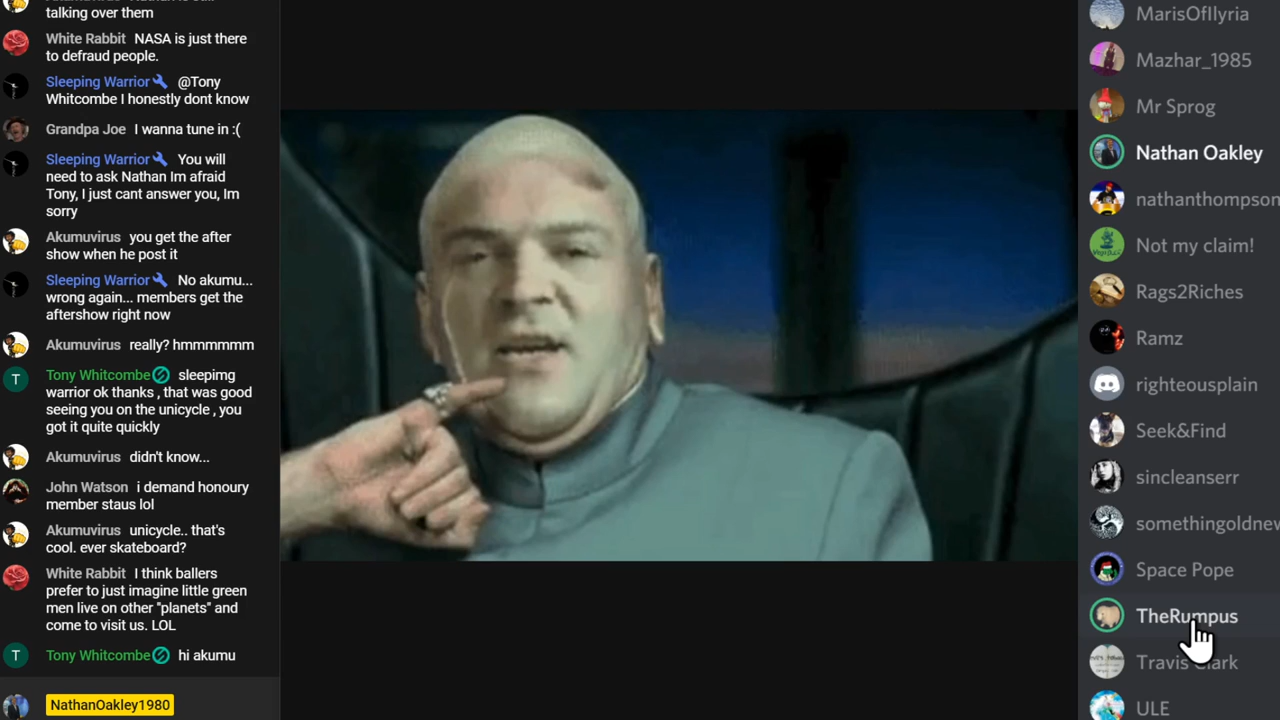 talking over them
White Rabbit NASA is just there
to defraud people.
Sleeping Warrior @Tony
Whitcombe I honestly dont know
Grandpa Joe I wanna tune in :(
Sleeping Warrior You will
need to ask Nathan Im afraid
Tony, I just cant answer you, Im
sorry
Akumuvirus you get the after
show when he post it
Sleeping Warrior No akumu...
wrong again... members get the
aftershow right now
Akumuvirus really? hmmmmmm
T
Tony Whitcombe sleepimg
warrior ok thanks , that was good
seeing you on the unicycle , you
got it quite quickly
Akumuvirus didn't know...
John Watson i demand honoury
member staus lol
Akumuvirus unicycle.. that's
cool. ever skateboard?
White Rabbit I think ballers
prefer to just imagine little green
men live on other "planets" and
come to visit us. LOL
T
Tony Whitcombe hi akumu
NathanOakley1980
MarisOfIlyria
Mazhar_1985
Mr Sprog
Nathan Oakley
nathanthompson
Not my claim!
Rags2Riches
Ramz
righteousplain
Seek&Find
sincleanserr
somethingoldnew
Space Pope
TheRumpus
Travis Clark
ULE